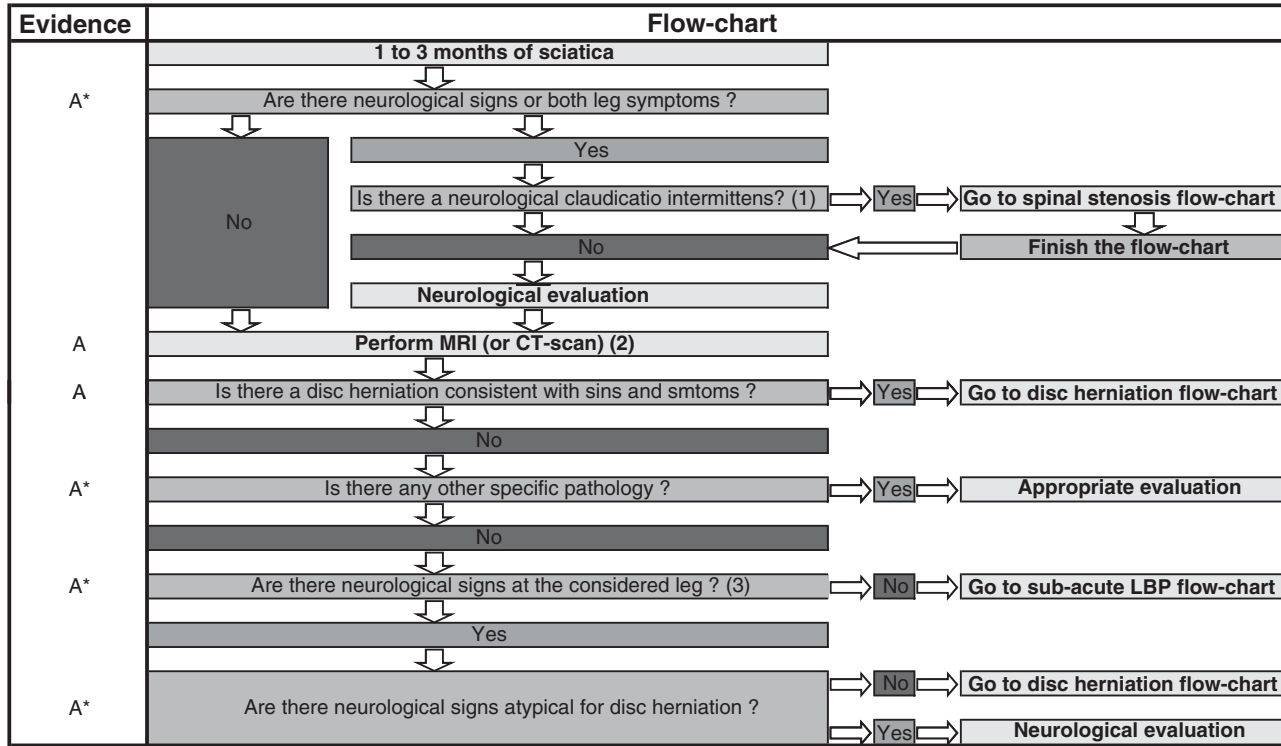 Evidence Flow-chart
1 to 3 months of sciatica
A* Are there neurological signs or both leg symptoms ?
Yes
Is there a neurological claudicatio intermittens? (1) Yes Go to spinal stenosis flow-chart
No
No Finish the flow-chart
Neurological evaluation
A Perform MRI (or CT-scan) (2)
A Is there a disc herniation consistent with sins and smtoms ? Yes Go to disc herniation flow-chart
No
A* Is there any other specific pathology ? Yes Appropriate evaluation
No
A* Are there neurological signs at the considered leg ? (3) No Go to sub-acute LBP flow-chart
Yes
No Go to disc herniation flow-chart
A* Are there neurological signs atypical for disc herniation ?
Yes Neurological evaluation